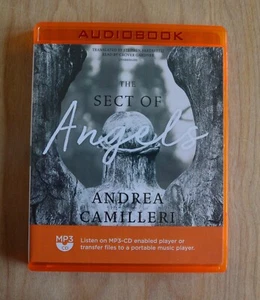 AUDIOBOOK
THE
SECT OF
Angels
ANDREA
CAMILLERI
MP3
CD
Listen on MP3-CD enabled player or
transfer files to a portable music player.